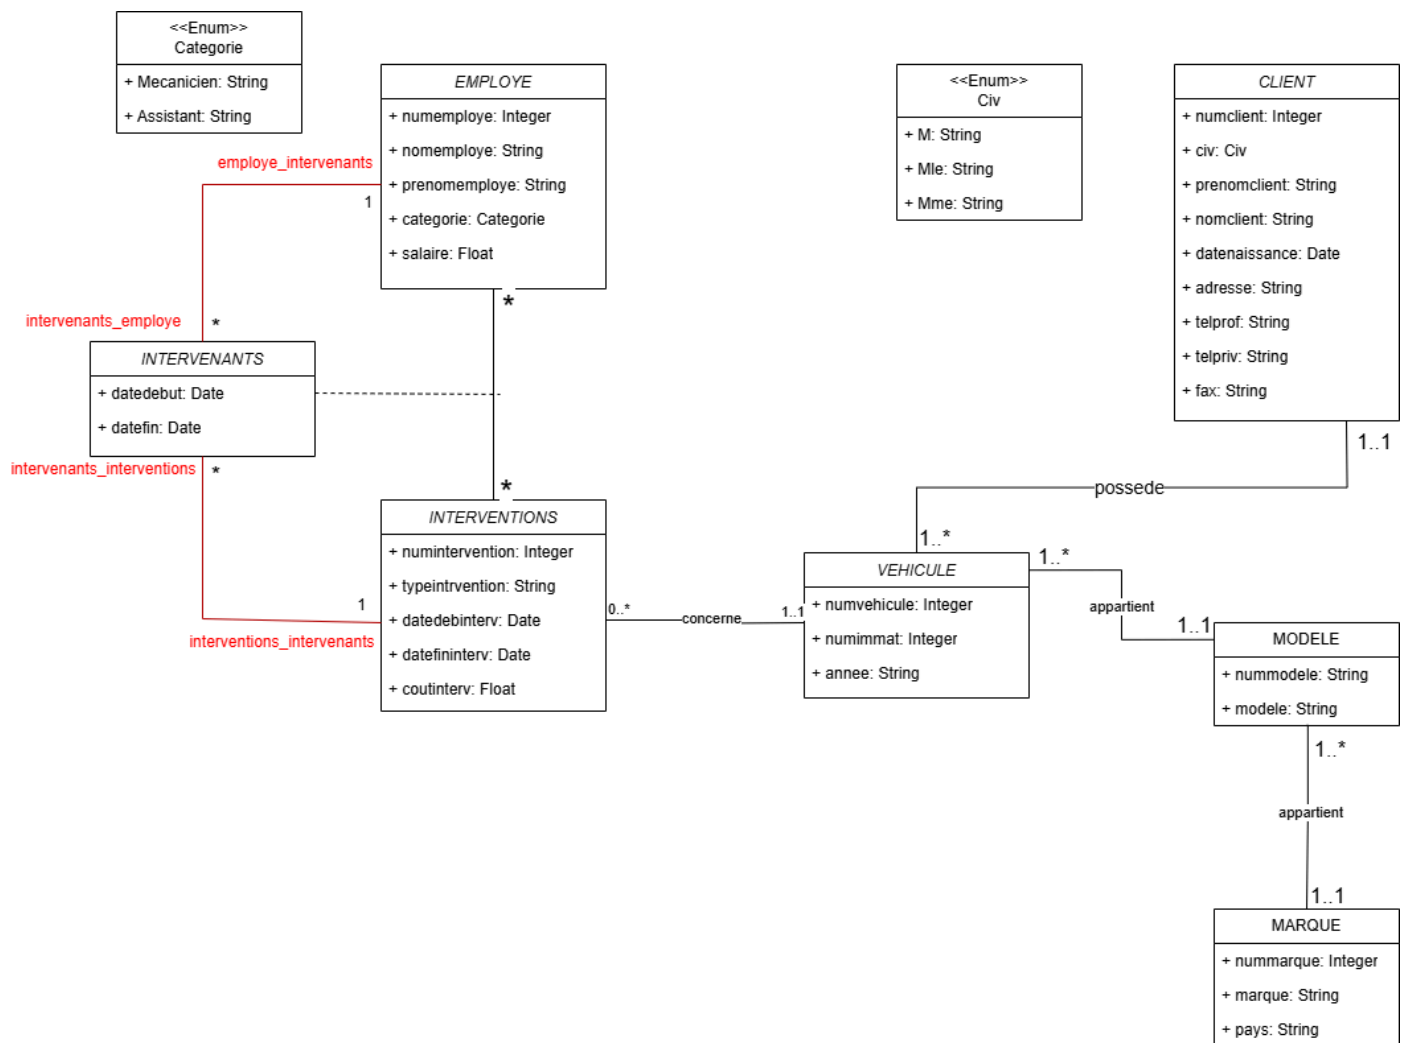 <<Enum>>
Categorie
+ Mecanicien: String
+ Assistant: String
EMPLOYE
+ numemploye: Integer
+ nomemploye: String
+ prenomemploye: String
+ categorie: Categorie
+ salaire: Float
<<Enum>>
Civ
+ M: String
+ Mle: String
+ Mme: String
CLIENT
+ numclient: Integer
+ civ: Civ
+ prenomclient: String
+ nomclient: String
+ datenaissance: Date
+ adresse: String
+ telprof: String
+ telpriv: String
+ fax: String
employe_intervenants
1
*
intervenants_employe
*
INTERVENANTS
+ datedebut: Date
+ datefin: Date
intervenants_interventions
*
*
1
interventions_intervenants
INTERVENTIONS
+ numintervention: Integer
+ typeintrvention: String
+ datedebinterv: Date
+ datefininterv: Date
+ coutinterv: Float
0..*
concerne
1..1
1..1
possede
1..*
VEHICULE
+ numvehicule: Integer
+ numimmat: Integer
+ annee: String
1..*
appartient
1..1
MODELE
+ nummodele: String
+ modele: String
1..*
appartient
1..1
MARQUE
+ nummarque: Integer
+ marque: String
+ pays: String